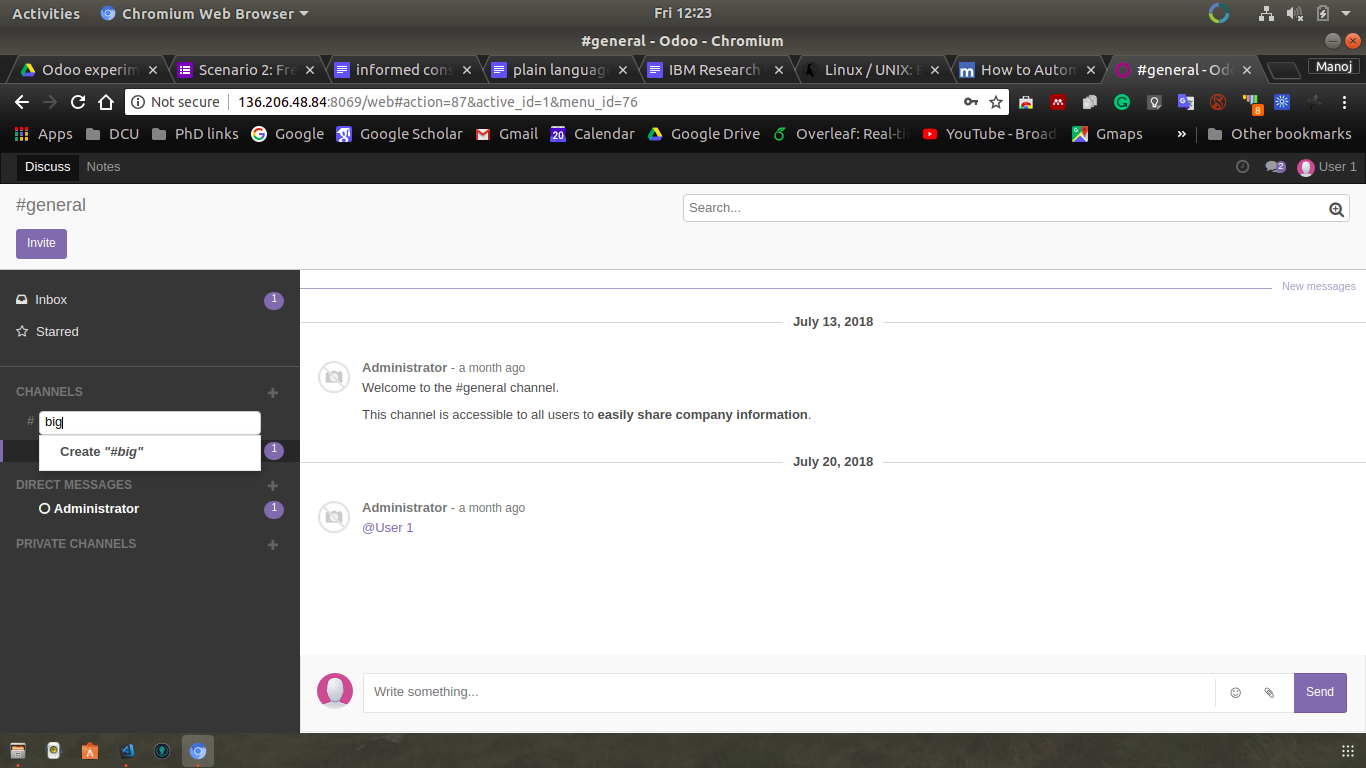 Activities Chromium Web Browser Fri 12:23
#general - Odoo - Chromium
Odoo experim Scenario 2: Fre informed cons plain language IBM Research Linux / UNIX: E How to Autom #general - Odo Manoj
Not secure 136.206.48.84:8069/web#action=87&active_id=1&menu_id=76 8
Apps DCU PhD links Google Google Scholar Gmail 20 Calendar Google Drive Overleaf: Real-ti YouTube - Broad Gmaps » Other bookmarks
Discuss Notes 2 User 1
#general Search...
Invite
Inbox 1
Starred
New messages
July 13, 2018
Administrator - a month ago
Welcome to the #general channel.
This channel is accessible to all users to easily share company information.
July 20, 2018
Administrator - a month ago
@User 1
CHANNELS
# big
Create "#big" 1
DIRECT MESSAGES
Administrator 1
PRIVATE CHANNELS
Write something... Send